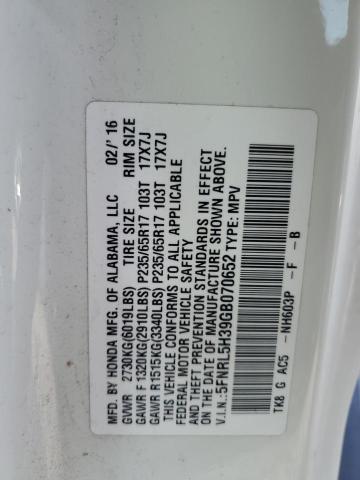 MFD. BY HONDA MFG. OF ALABAMA, LLC 02/'16
TIRE SIZE RIM SIZE
GVWR 2730KG(6019LBS)
GAWR F 1320KG(2910LBS) P235/65R17 103T 17X7J
GAWR R1515KG(3340LBS) P235/65R17 103T 17X7J
THIS VEHICLE CONFORMS TO ALL APPLICABLE
FEDERAL MOTOR VEHICLE SAFETY
AND THEFT PREVENTION STANDARDS IN EFFECT
ON THE DATE OF MANUFACTURE SHOWN ABOVE.
V.I.N.:5FNRL5H39GB070652 TYPE: MPV
TK8 G AC5 -NH603P -F -B